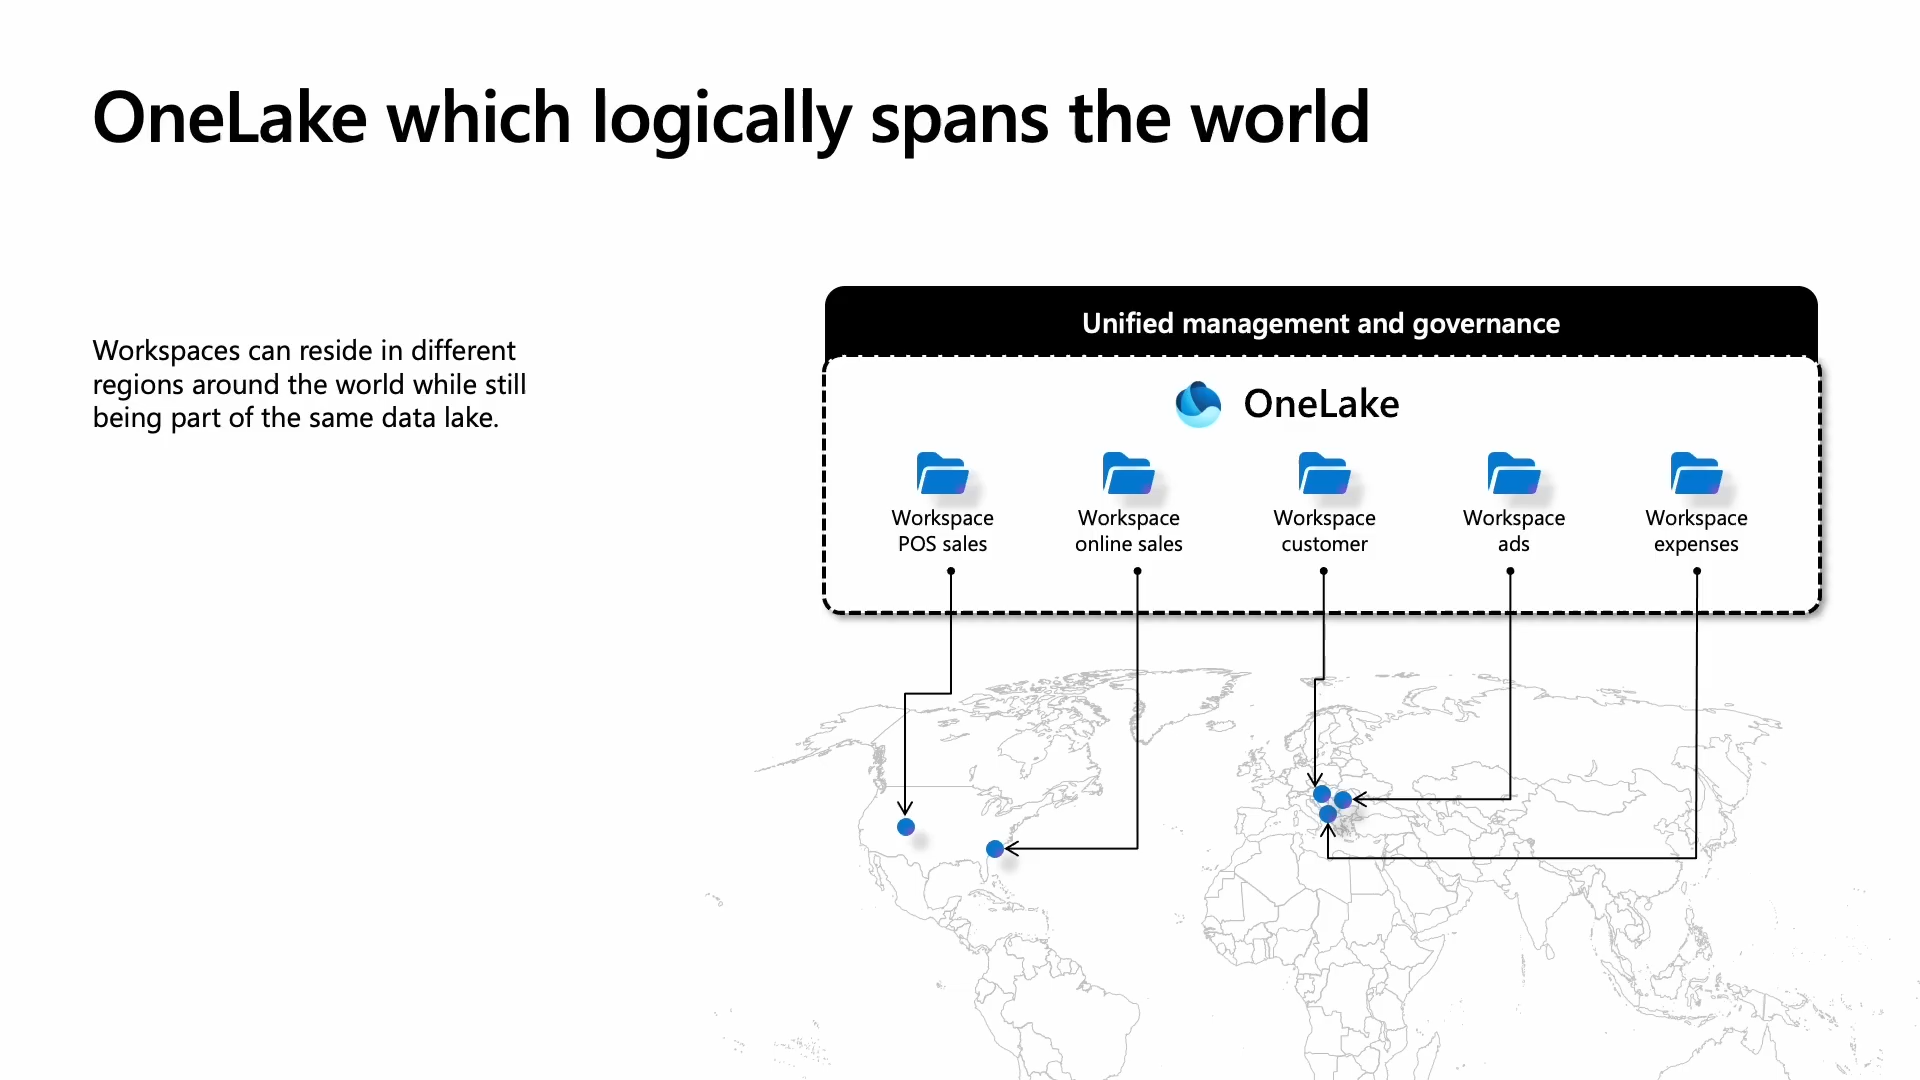 OneLake which logically spans the world
Workspaces can reside in different
regions around the world while still
being part of the same data lake.
Unified management and governance
OneLake
Workspace
POS sales
Workspace
online sales
Workspace
customer
Workspace
ads
Workspace
expenses